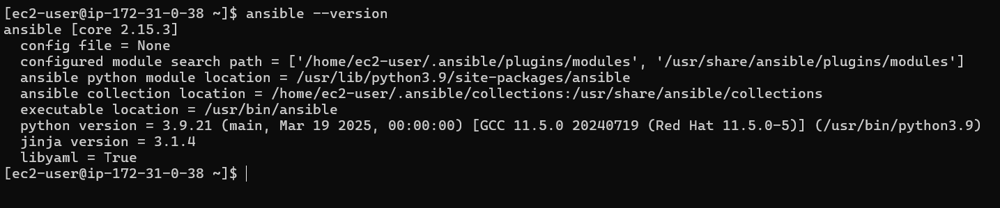 [ec2-user@ip-172-31-0-38 ~]$ ansible --version
ansible [core 2.15.3]
  config file = None
  configured module search path = ['/home/ec2-user/.ansible/plugins/modules', '/usr/share/ansible/plugins/modules']
  ansible python module location = /usr/lib/python3.9/site-packages/ansible
  ansible collection location = /home/ec2-user/.ansible/collections:/usr/share/ansible/collections
  executable location = /usr/bin/ansible
  python version = 3.9.21 (main, Mar 19 2025, 00:00:00) [GCC 11.5.0 20240719 (Red Hat 11.5.0-5)] (/usr/bin/python3.9)
  jinja version = 3.1.4
  libyaml = True
[ec2-user@ip-172-31-0-38 ~]$